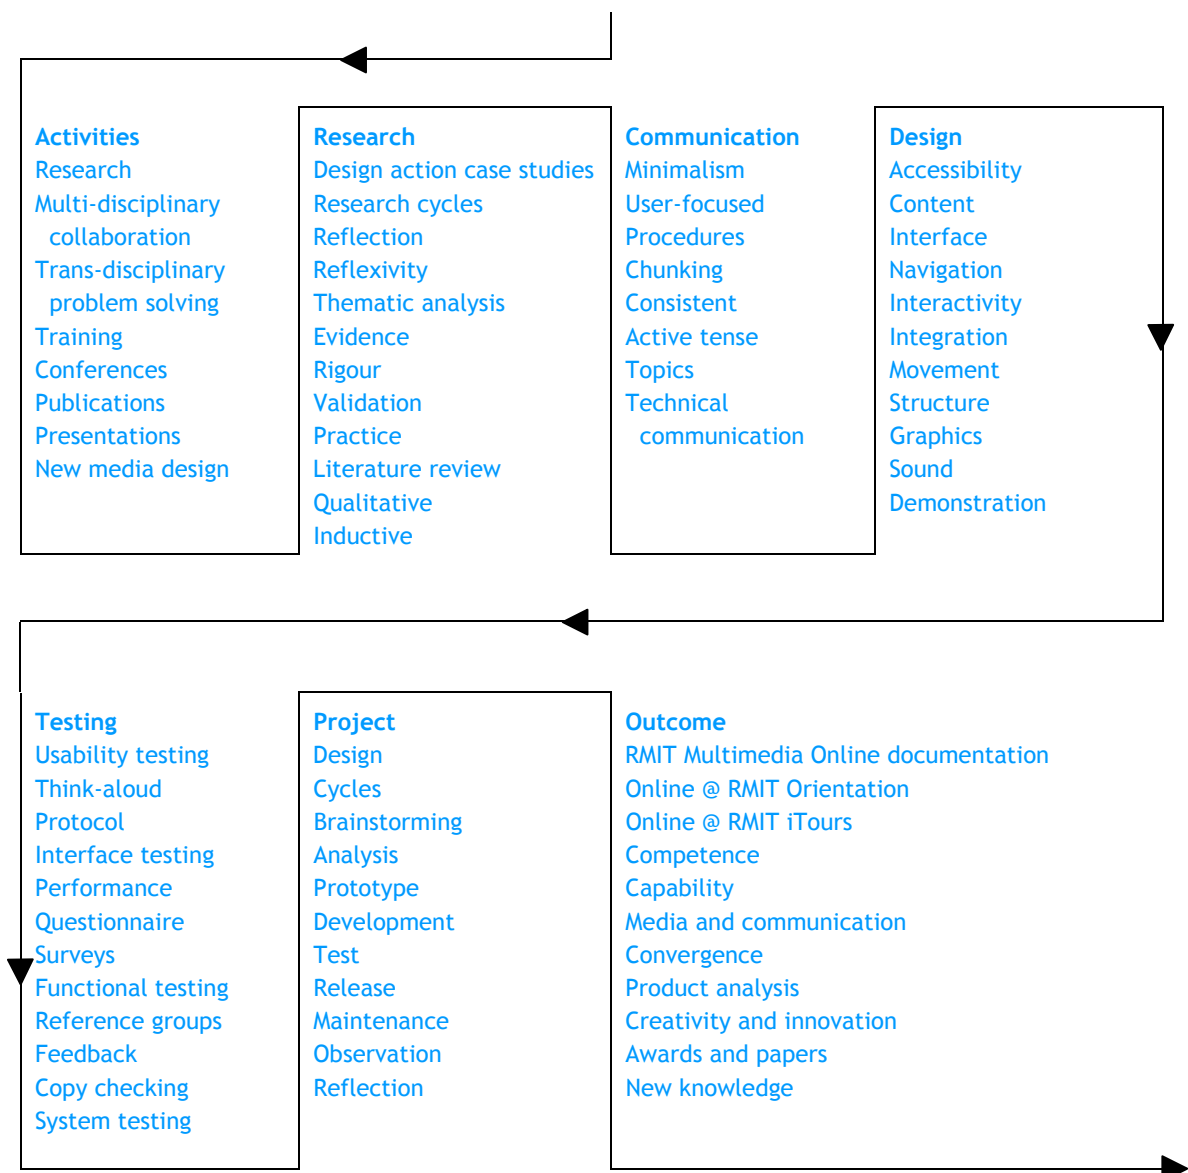 Activities
Research
Multi-disciplinary
collaboration
Trans-disciplinary
problem solving
Training
Conferences
Publications
Presentations
New media design
Research
Design action case studies
Research cycles
Reflection
Reflexivity
Thematic analysis
Evidence
Rigour
Validation
Practice
Literature review
Qualitative
Inductive
Communication
Minimalism
User-focused
Procedures
Chunking
Consistent
Active tense
Topics
Technical
communication
Design
Accessibility
Content
Interface
Navigation
Interactivity
Integration
Movement
Structure
Graphics
Sound
Demonstration
Testing
Usability testing
Think-aloud
Protocol
Interface testing
Performance
Questionnaire
Surveys
Functional testing
Reference groups
Feedback
Copy checking
System testing
Project
Design
Cycles
Brainstorming
Analysis
Prototype
Development
Test
Release
Maintenance
Observation
Reflection
Outcome
RMIT Multimedia Online documentation
Online @ RMIT Orientation
Online @ RMIT iTours
Competence
Capability
Media and communication
Convergence
Product analysis
Creativity and innovation
Awards and papers
New knowledge